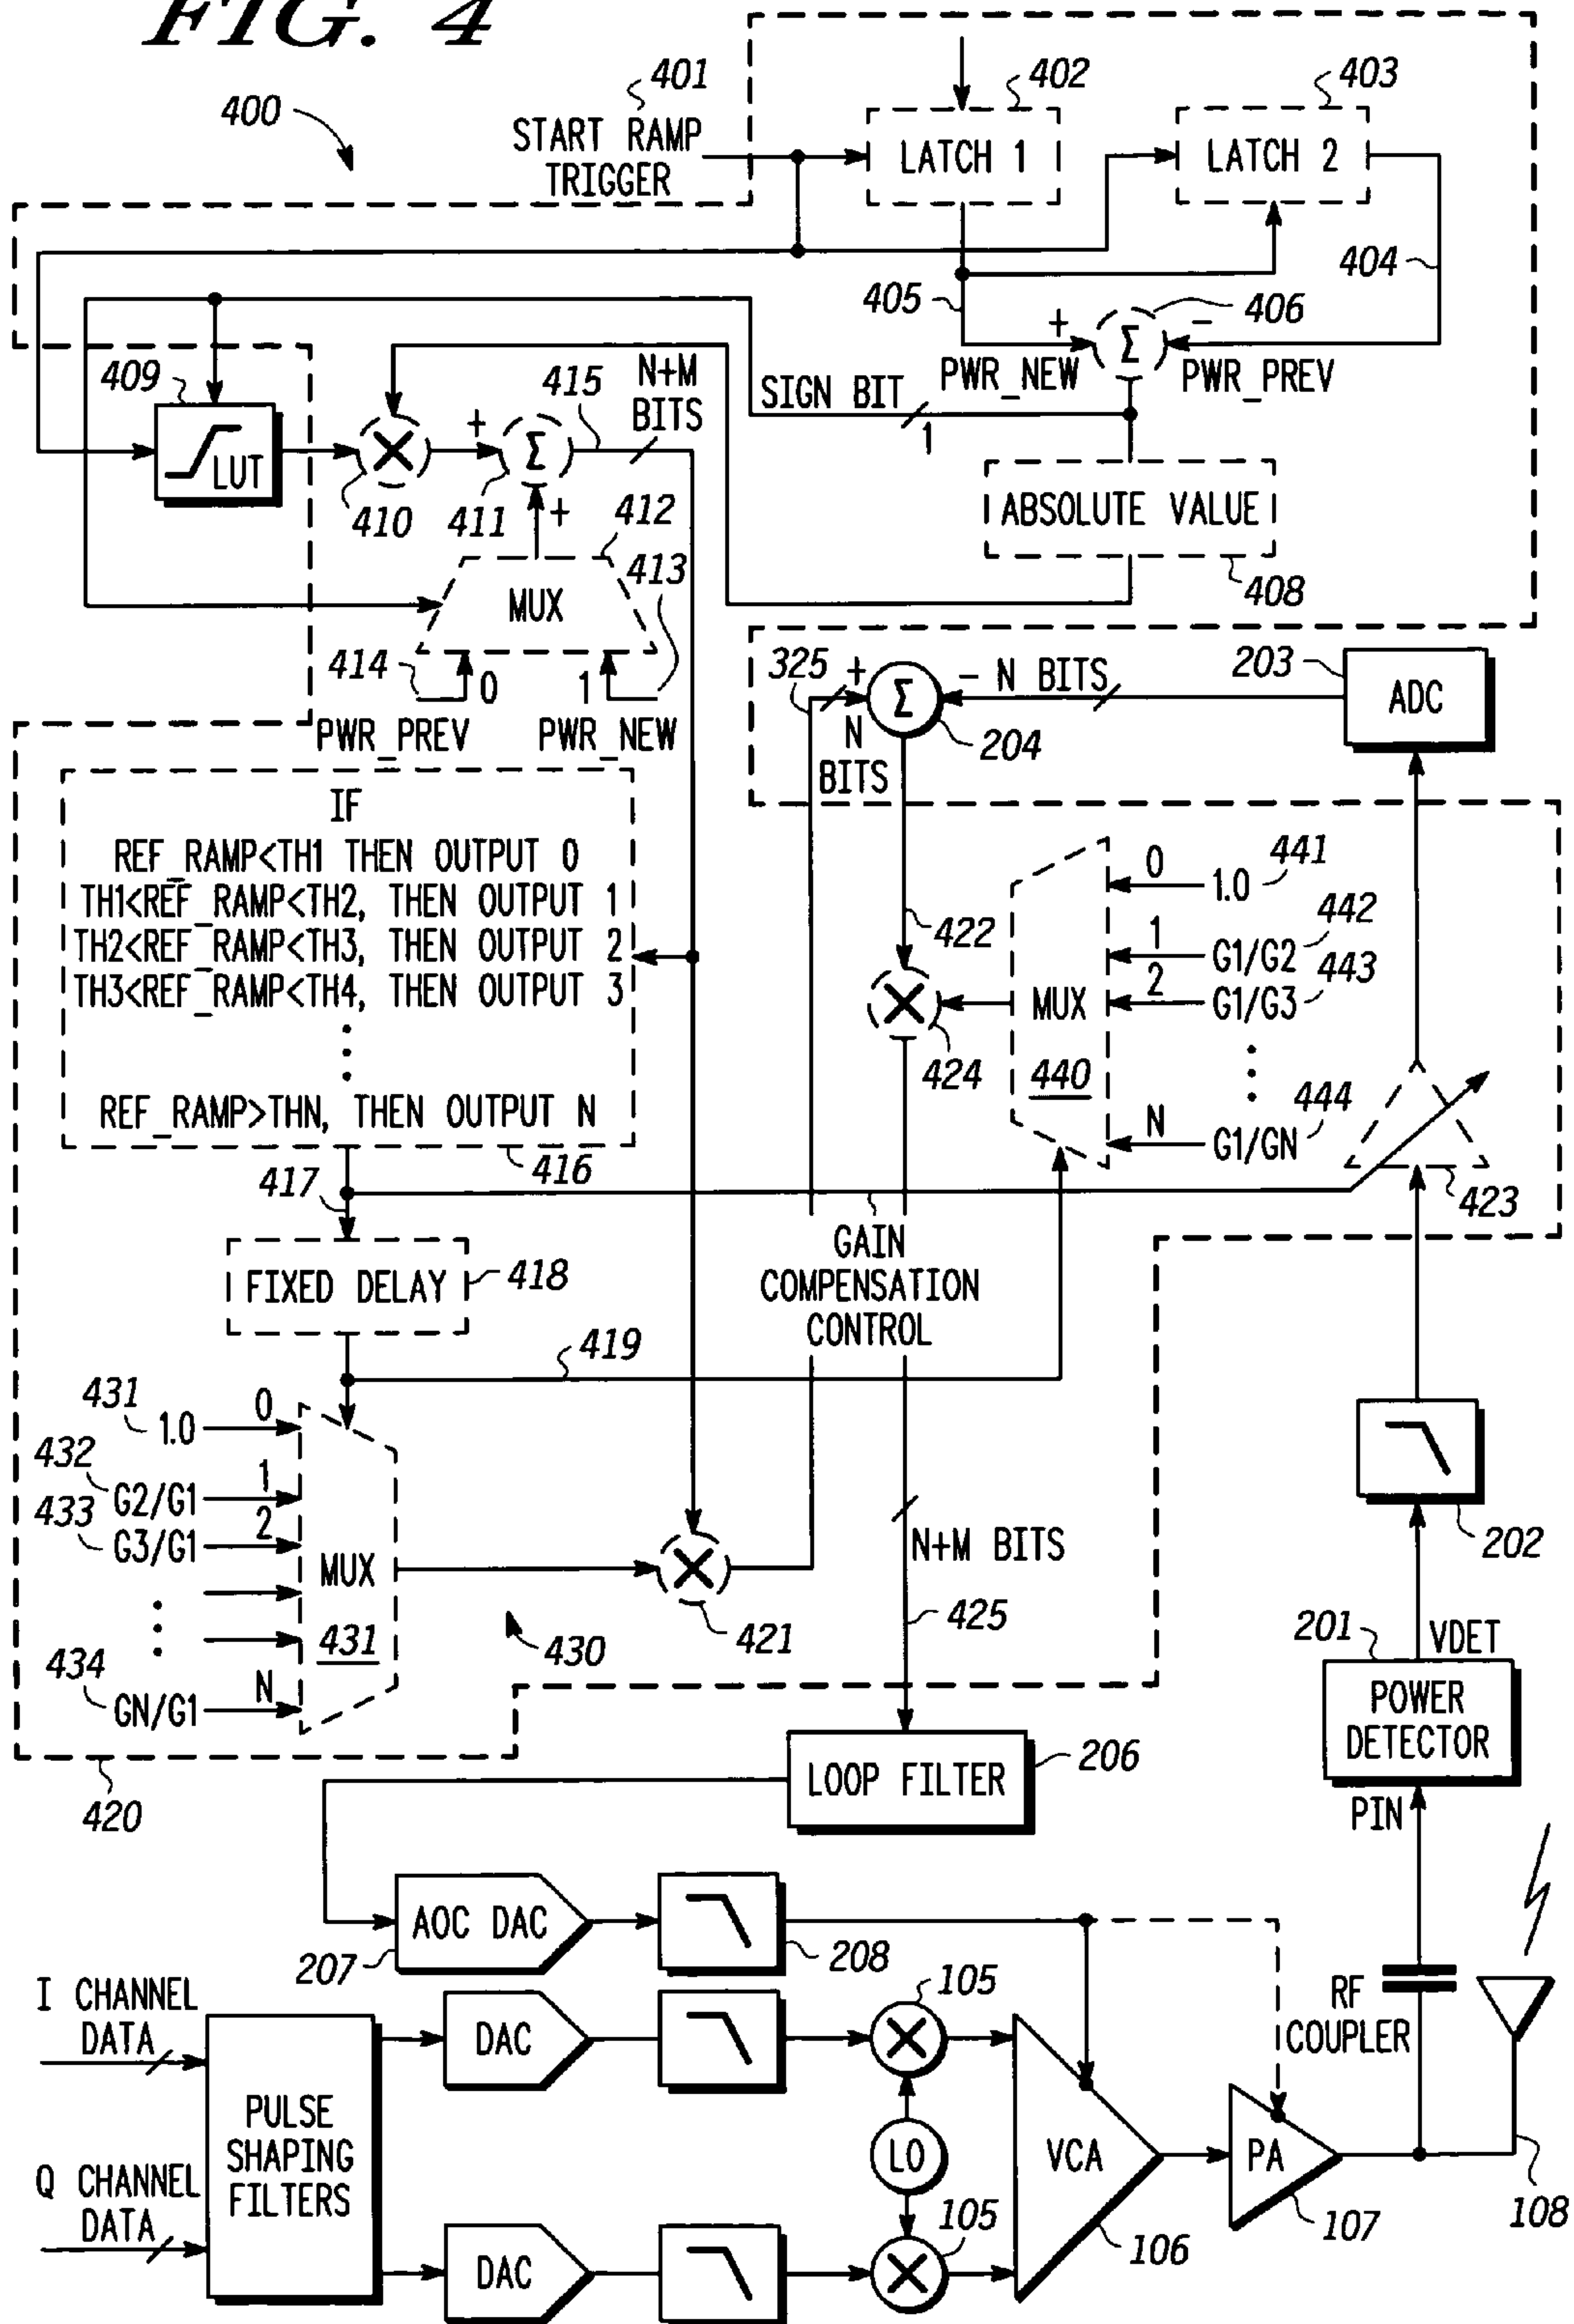 FIG. 4
400
401
START RAMP
TRIGGER
402
LATCH 1
403
LATCH 2
404
405
406
+
Σ
-
PWR_NEW
PWR_PREV
SIGN BIT
1
409
LUT
410
+
Σ
411
415
N+M
BITS
+
412
413
MUX
414
0
1
PWR_PREV
PWR_NEW
ABSOLUTE VALUE
408
325
+
Σ
- N BITS
N
BITS
204
203
ADC
IF
REF_RAMP<TH1 THEN OUTPUT 0
TH1<REF_RAMP<TH2, THEN OUTPUT 1
TH2<REF_RAMP<TH3, THEN OUTPUT 2
TH3<REF_RAMP<TH4, THEN OUTPUT 3
REF_RAMP>THN, THEN OUTPUT N
416
417
422
424
MUX
440
0
1.0
441
1
G1/G2
442
2
G1/G3
443
N
G1/GN
444
423
FIXED DELAY
418
GAIN
COMPENSATION
CONTROL
419
431
1.0
0
432
G2/G1
1
433
G3/G1
2
MUX
431
434
GN/G1
N
421
430
N+M BITS
425
202
201
VDET
POWER
DETECTOR
PIN
420
LOOP FILTER
206
AOC DAC
207
208
I CHANNEL
DATA
DAC
105
RF
COUPLER
PULSE
SHAPING
FILTERS
LO
VCA
PA
Q CHANNEL
DATA
DAC
105
106
107
108